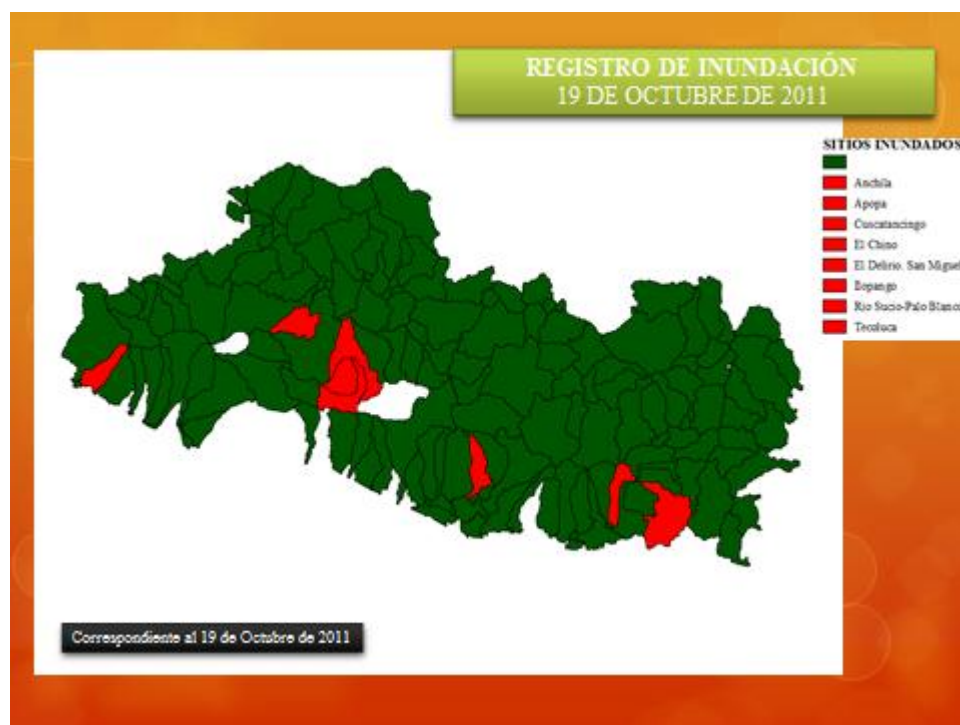 REGISTRO DE INUNDACIÓN
19 DE OCTUBRE DE 2011
SITIOS INUNDADOS
Anchila
Apopa
Cuscatancingo
El Chino
El Delirio. San Miguel
Ilopango
Rio Sucio-Palo Blanco
Tecoluca
Correspondiente al 19 de Octubre de 2011